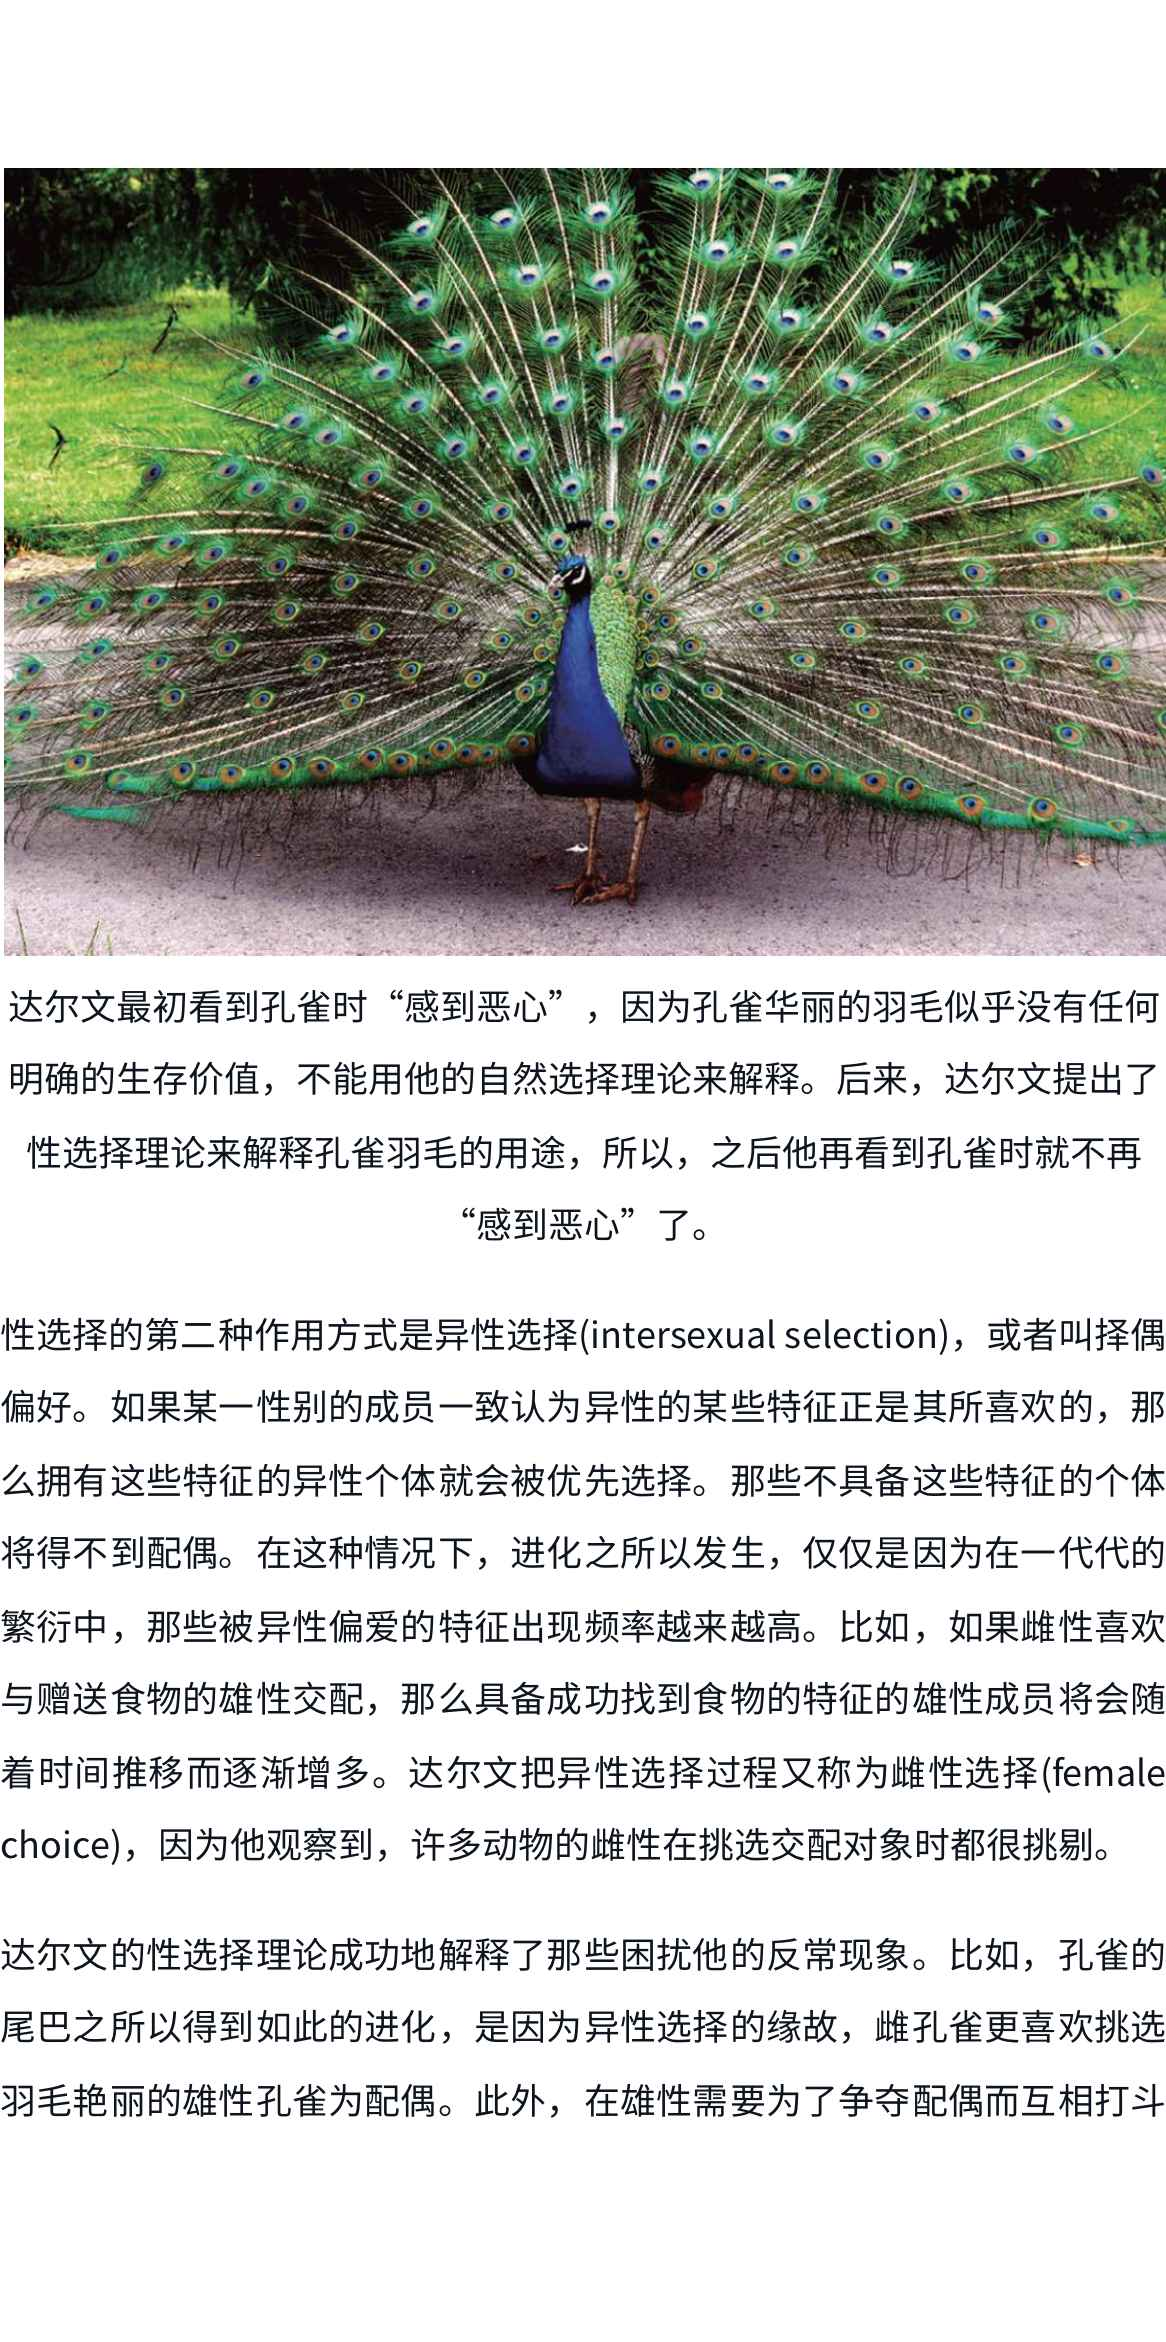 达尔文最初看到孔雀时“感到恶心”，因为孔雀华丽的羽毛似乎没有任何
明确的生存价值，不能用他的自然选择理论来解释。后来，达尔文提出了
性选择理论来解释孔雀羽毛的用途，所以，之后他再看到孔雀时就不再
“感到恶心”了。
性选择的第二种作用方式是异性选择(intersexual selection)，或者叫择偶
偏好。如果某一性别的成员一致认为异性的某些特征正是其所喜欢的，那
么拥有这些特征的异性个体就会被优先选择。那些不具备这些特征的个体
将得不到配偶。在这种情况下，进化之所以发生，仅仅是因为在一代代的
繁衍中，那些被异性偏爱的特征出现频率越来越高。比如，如果雌性喜欢
与赠送食物的雄性交配，那么具备成功找到食物的特征的雄性成员将会随
着时间推移而逐渐增多。达尔文把异性选择过程又称为雌性选择(female
choice)，因为他观察到，许多动物的雌性在挑选交配对象时都很挑剔。
达尔文的性选择理论成功地解释了那些困扰他的反常现象。比如，孔雀的
尾巴之所以得到如此的进化，是因为异性选择的缘故，雌孔雀更喜欢挑选
羽毛艳丽的雄性孔雀为配偶。此外，在雄性需要为了争夺配偶而互相打斗